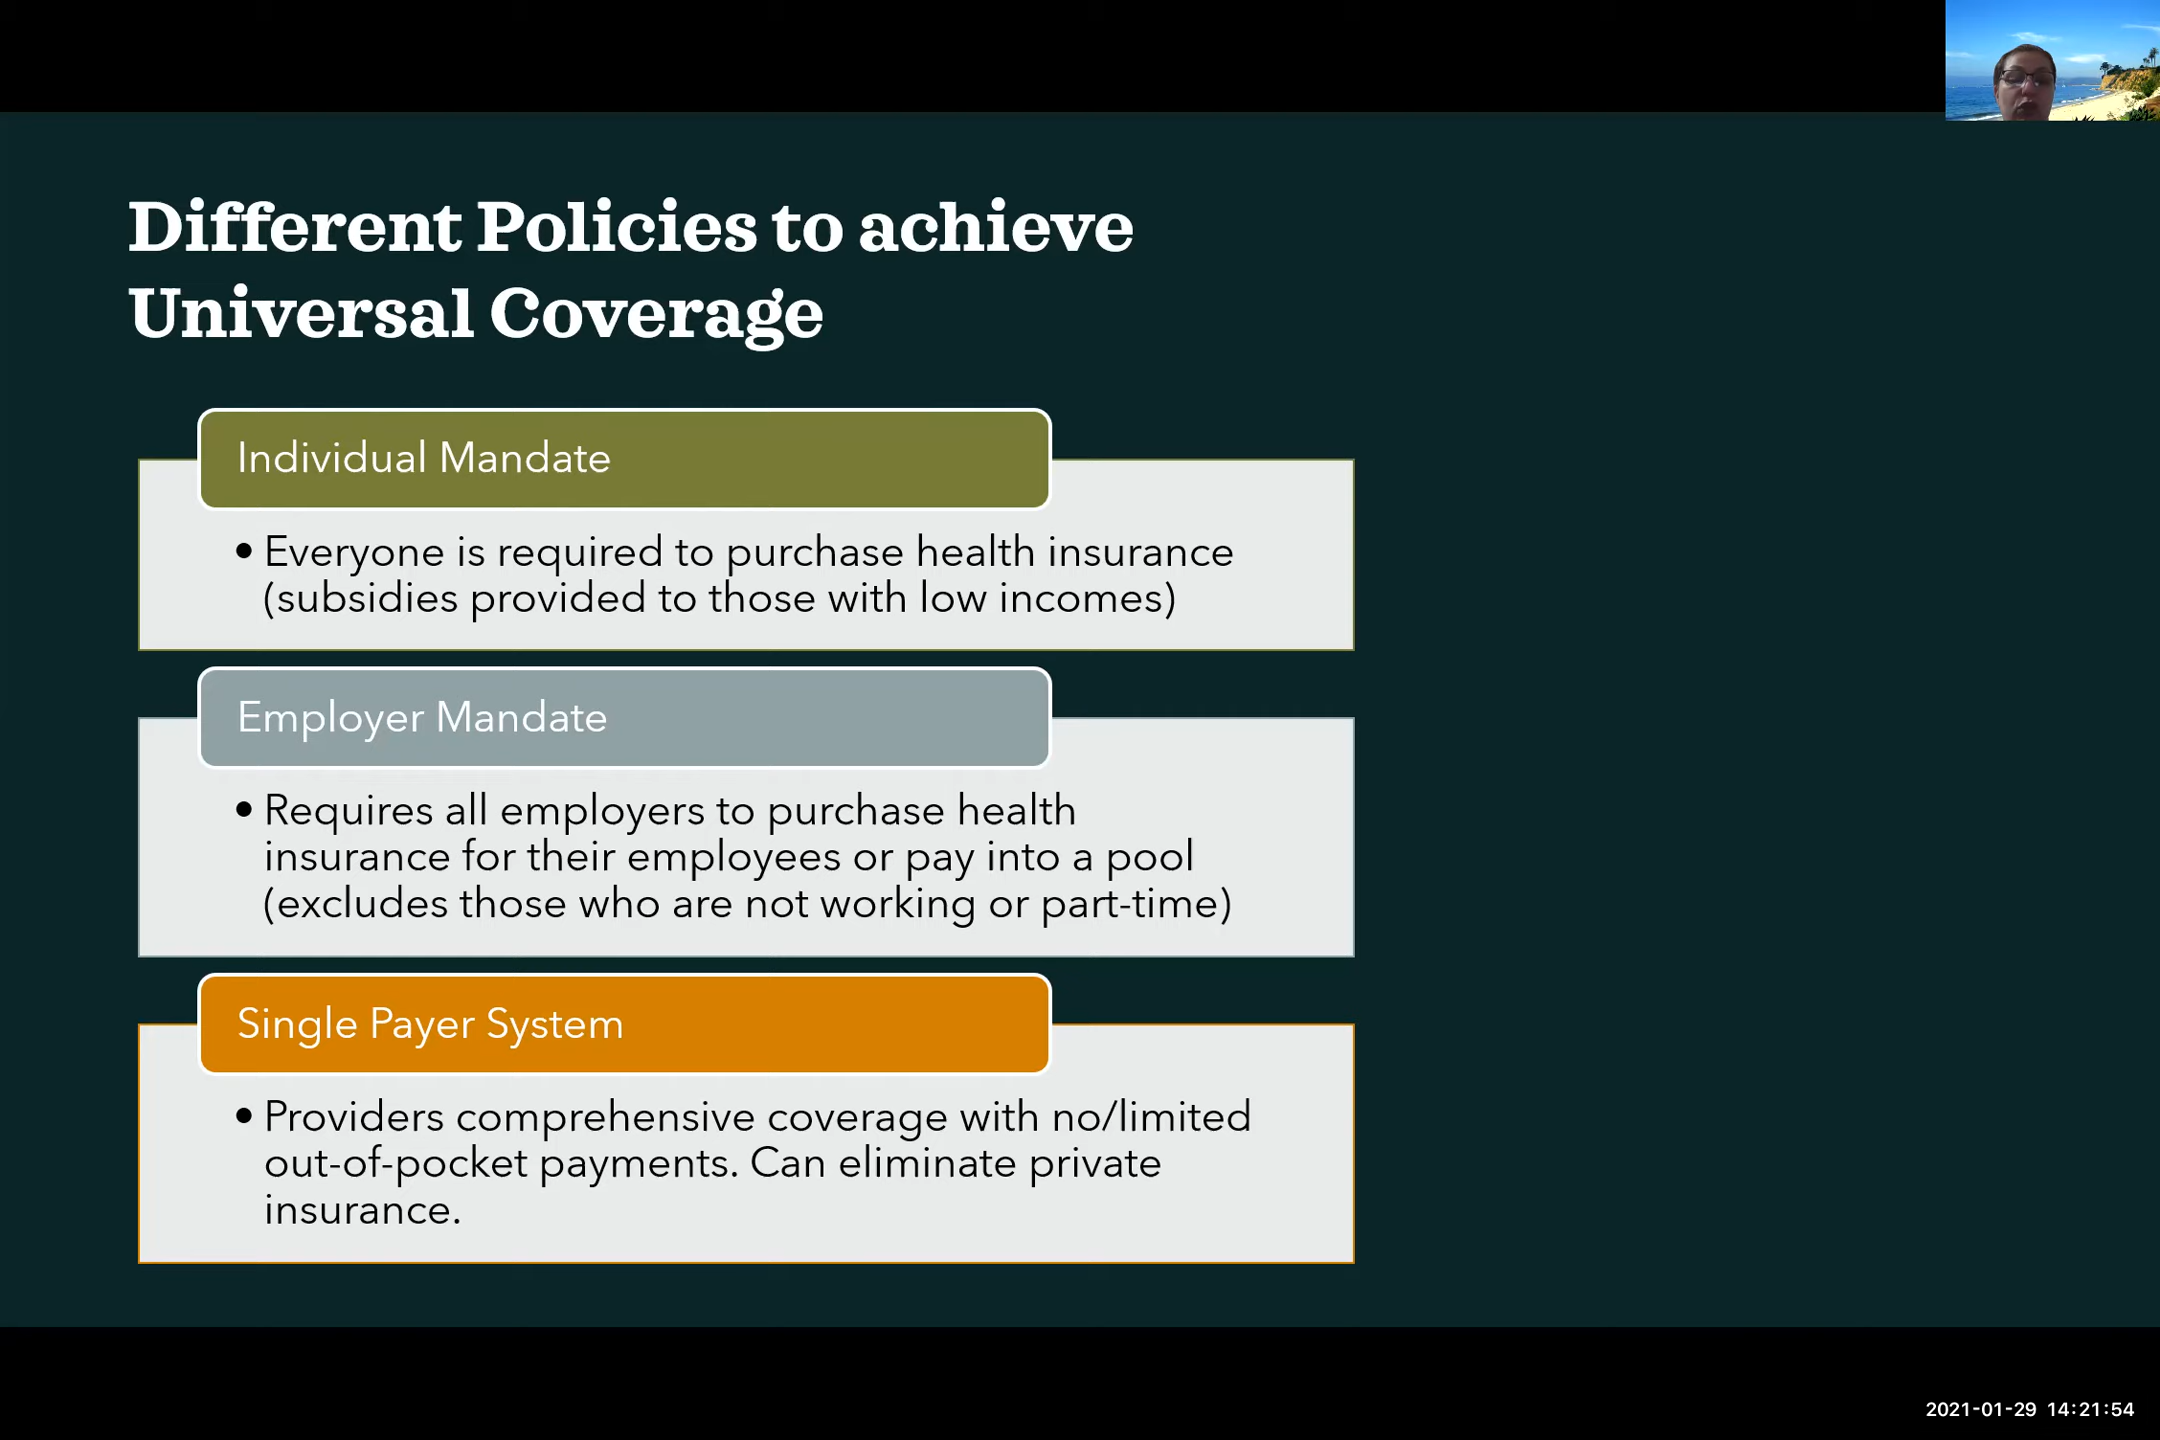 Different Policies to achieve
Universal Coverage
Individual Mandate
• Everyone is required to purchase health insurance
(subsidies provided to those with low incomes)
Employer Mandate
• Requires all employers to purchase health
insurance for their employees or pay into a pool
(excludes those who are not working or part-time)
Single Payer System
• Providers comprehensive coverage with no/limited
out-of-pocket payments. Can eliminate private
insurance.
2021-01-29 14:21:54